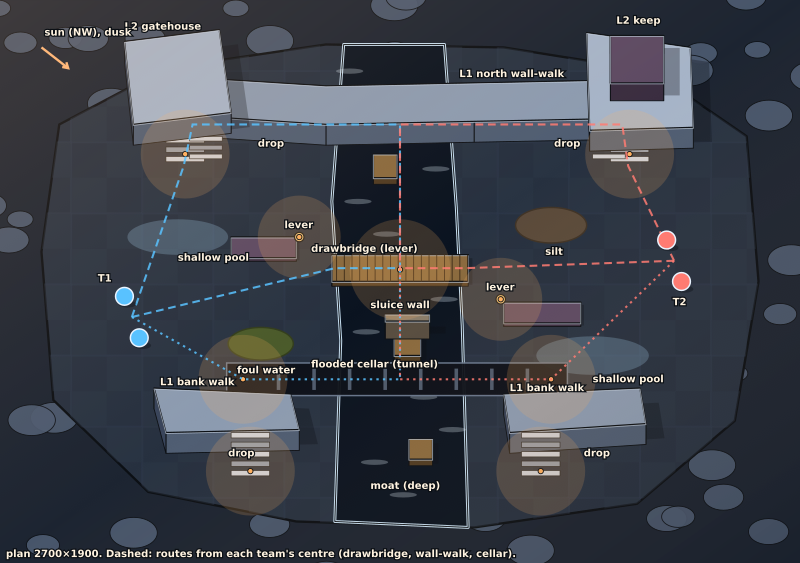 L2 gatehouse
sun (NW), dusk
L2 keep
L1 north wall-walk
drop
drop
lever
drawbridge (lever)
shallow pool
silt
T1
lever
T2
sluice wall
flooded cellar (tunnel)
foul water
L1 bank walk
shallow pool
L1 bank walk
drop
drop
moat (deep)
plan 2700×1900. Dashed: routes from each team's centre (drawbridge, wall-walk, cellar).